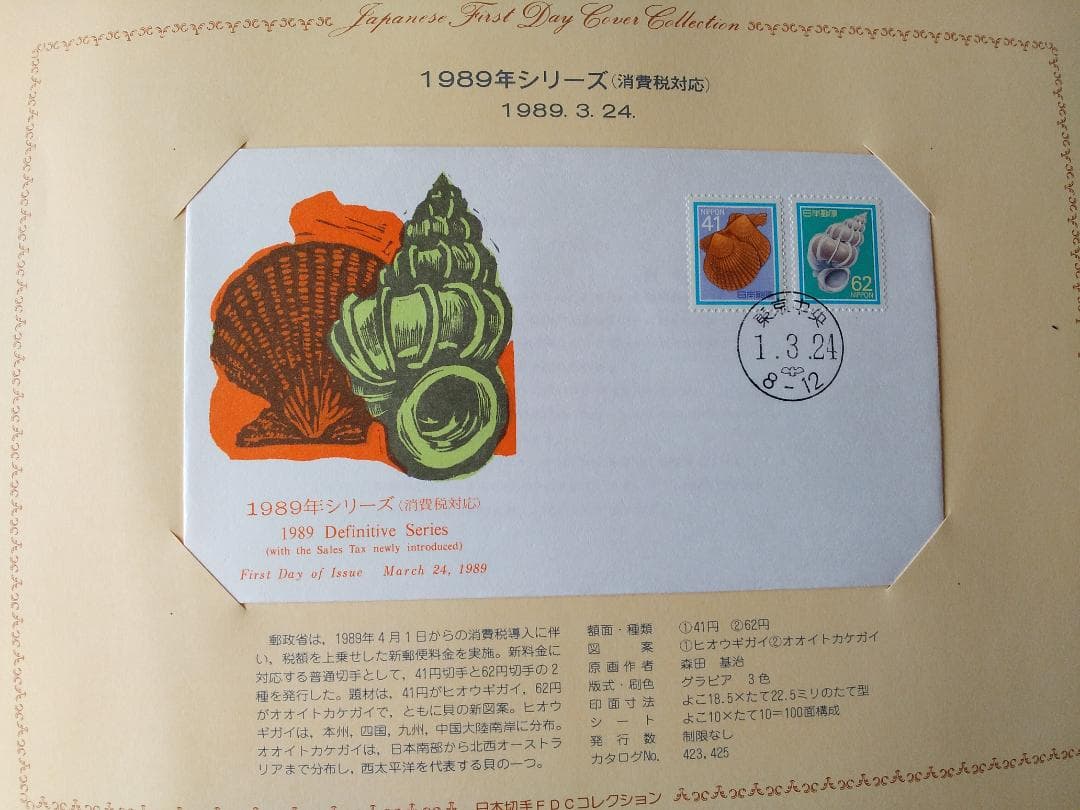 Japanese First Day Cover Collection
1989年シリーズ(消費税対応)
1989. 3. 24.
NIPPON
41
日本郵便
日本郵便
62
NIPPON
東京中央
1.3.24
8-12
1989年シリーズ(消費税対応)
1989 Definitive Series
(with the Sales Tax newly introduced)
First Day of Issue March 24, 1989
郵政省は，1989年4月1日からの消費税導入に伴
い，税額を上乗せした新郵便料金を実施。新料金に
対応する普通切手として，41円切手と62円切手の2
種を発行した。題材は，41円がヒオウギガイ，62円
がオオイトカケガイで，ともに貝の新図案。ヒオウ
ギガイは，本州，四国，九州，中国大陸南岸に分布。
オオイトカケガイは，日本南部から北西オーストラ
リアまで分布し，西太平洋を代表する貝の一つ。
額面・種類 ①41円 ②62円
図案 ①ヒオウギガイ②オオイトカケガイ
原画作者 森田 基治
版式・刷色 グラビア 3色
印面寸法 よこ18.5×たて22.5ミリのたて型
シート よこ10×たて10=100面構成
発行数 制限なし
カタログNo. 423,425
日本切手FDCコレクション